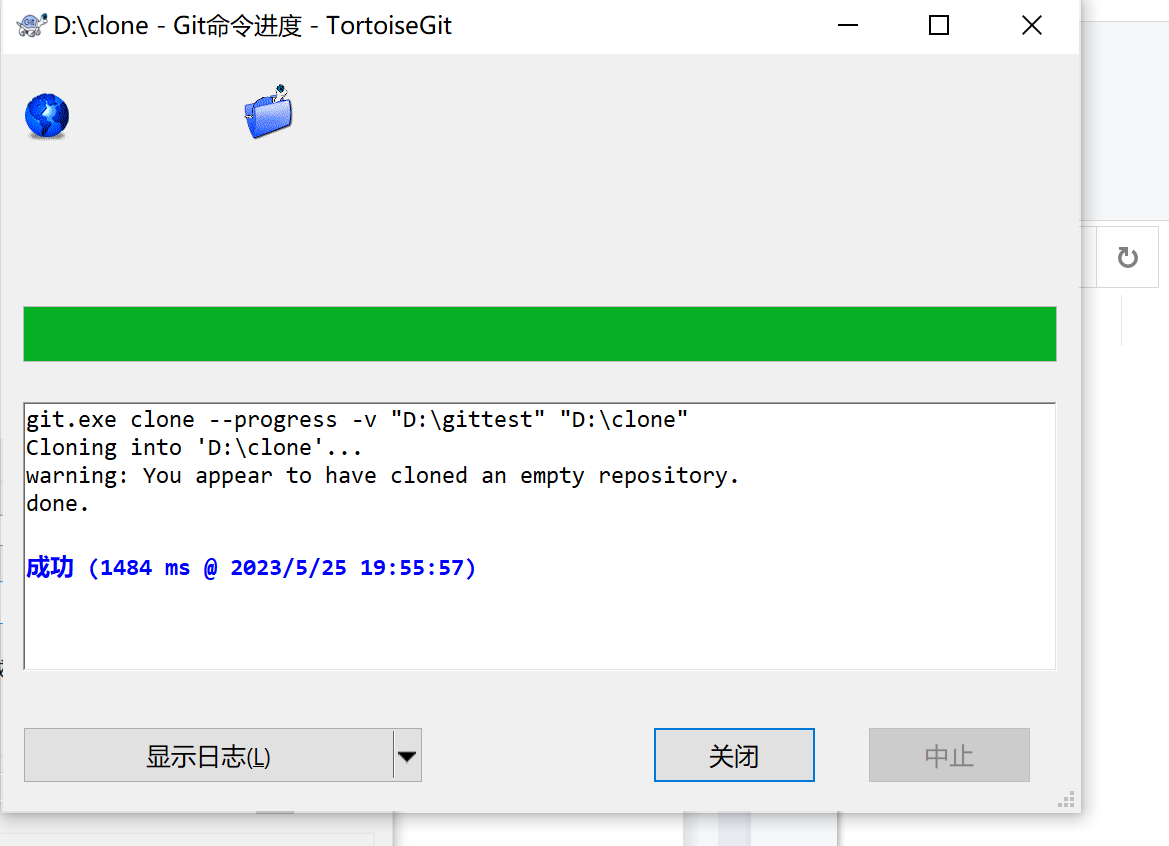 D:\clone - Git命令进度 - TortoiseGit
git.exe clone --progress -v "D:\gittest" "D:\clone"
Cloning into 'D:\clone'...
warning: You appear to have cloned an empty repository.
done.
成功 (1484 ms @ 2023/5/25 19:55:57)
显示日志(L)
关闭
中止